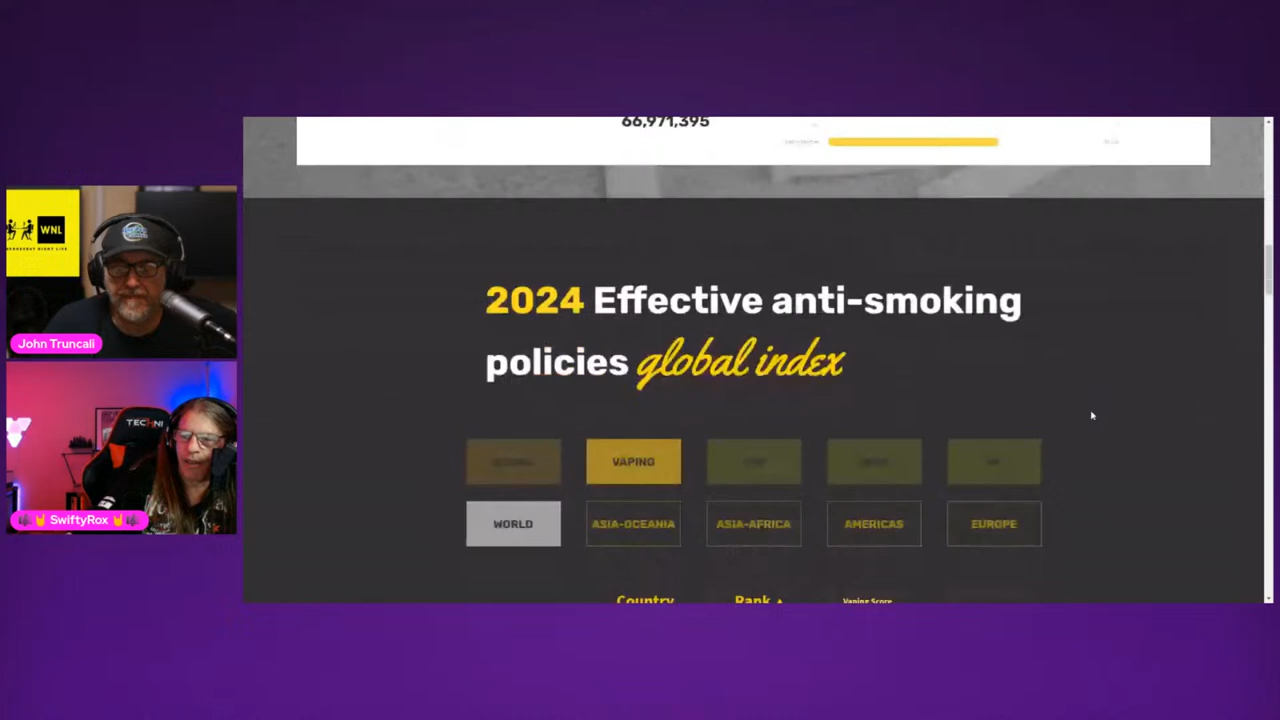 66,971,395
WNL
John Truncali
TECHNI
SwiftyRox
2024 Effective anti-smoking
policies global index
VAPING
WORLD
ASIA-OCEANIA
ASIA-AFRICA
AMERICAS
EUROPE
Country
Rank
Vaping Score